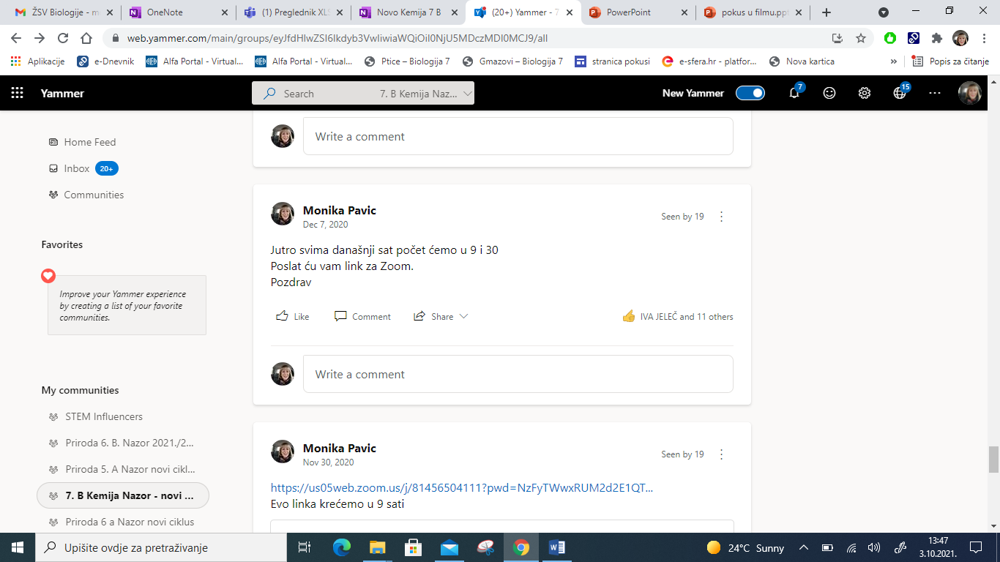 ŽSV Biologije - m
OneNote
(1) Preglednik XLS
Novo Kemija 7 B
(20+) Yammer - 7
PowerPoint
pokus u filmu.ppt
web.yammer.com/main/groups/eyJfdHlwZSI6Ikdyb3VwIiwiaWQiOiI0NjU5MDczMDI0MCJ9/all
Aplikacije
e-Dnevnik
Alfa Portal - Virtual...
Alfa Portal - Virtual...
Ptice – Biologija 7
Gmazovi – Biologija 7
stranica pokusi
e-sfera.hr - platfor...
Nova kartica
»
Popis za čitanje
Yammer
Search
7. B Kemija Naz...
New Yammer
7
15
Home Feed
Inbox 20+
Communities
Favorites
Improve your Yammer experience
by creating a list of your favorite
communities.
My communities
STEM Influencers
Priroda 6. B. Nazor 2021./2...
Priroda 5. A Nazor novi cikl...
7. B Kemija Nazor - novi ...
Priroda 6 a Nazor novi ciklus
Write a comment
Monika Pavic
Dec 7, 2020
Seen by 19
Jutro svima današnji sat počet ćemo u 9 i 30
Poslat ću vam link za Zoom.
Pozdrav
Like
Comment
Share
IVA JELEČ and 11 others
Write a comment
Monika Pavic
Nov 30, 2020
Seen by 19
https://us05web.zoom.us/j/81456504111?pwd=NzFyTWwxRUM2d2E1QT...
Evo linka krećemo u 9 sati
Upišite ovdje za pretraživanje
24°C Sunny
13:47
3.10.2021.